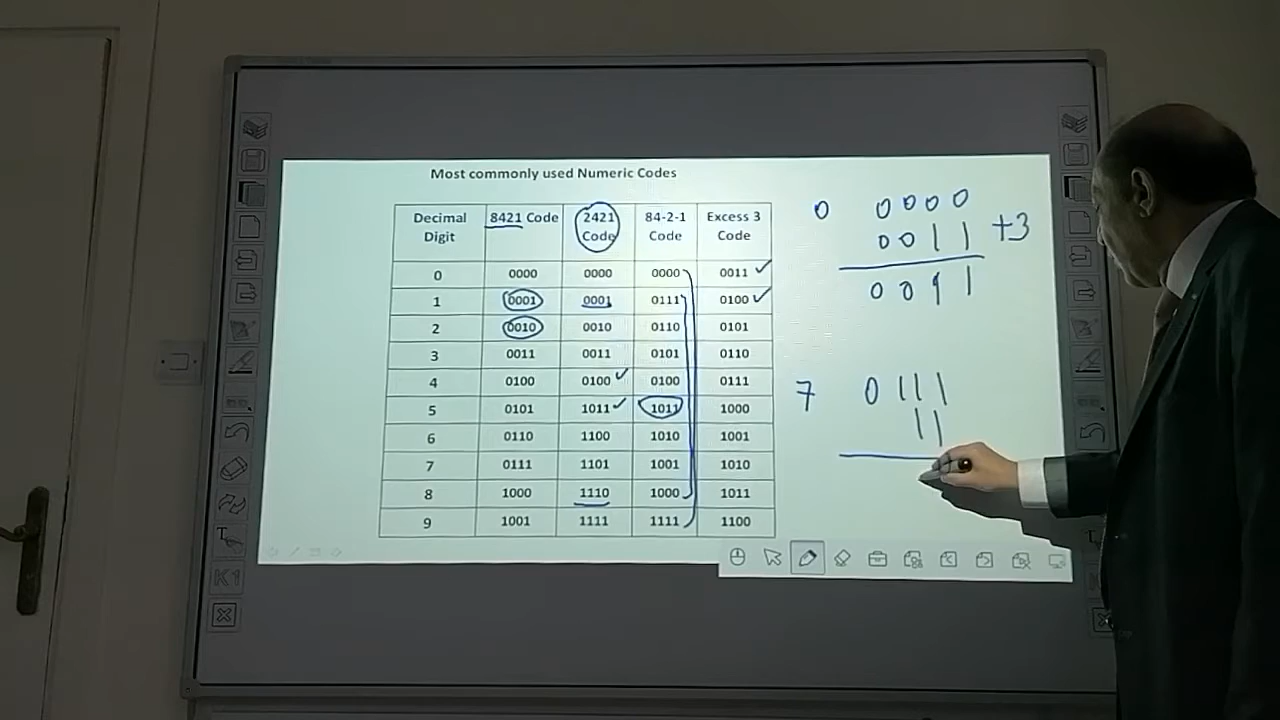 Most commonly used Numeric Codes
Decimal Digit 8421 Code 2421 Code 84-2-1 Code Excess 3 Code
0 0000 0000 0000 0011 ✓
1 0001 0001 0111 0100 ✓
2 0010 0010 0110 0101
3 0011 0011 0101 0110
4 0100 0100 ✓ 0100 0111
5 0101 1011 ✓ 1011 1000
6 0110 1100 1010 1001
7 0111 1101 1001 1010
8 1000 1110 1000 1011
9 1001 1111 1111 1100
0 0000
0011 +3
0011
7 0111
11
K1